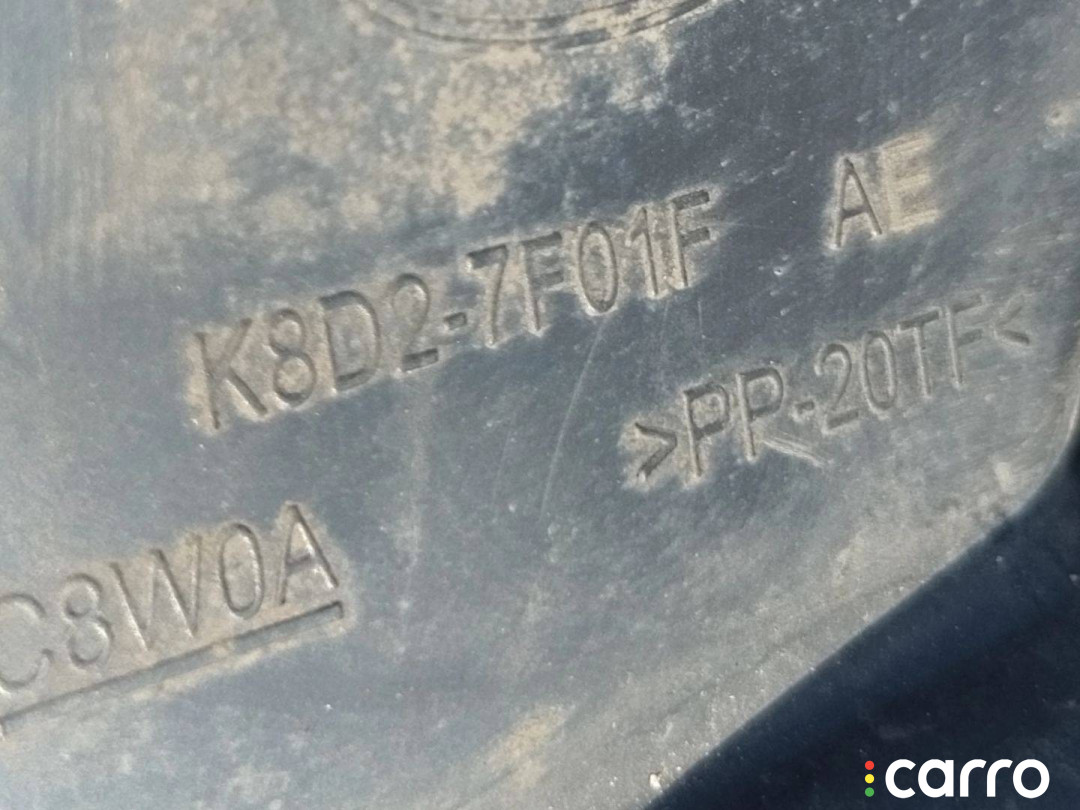 K8D2-7F01F AE
>PP-20TF<
C8W0A
carro